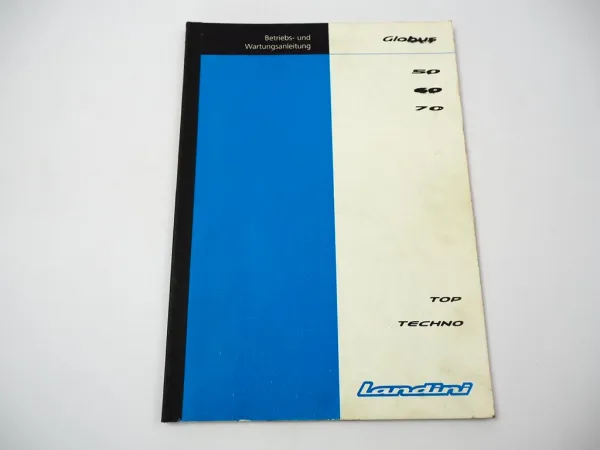 Betriebs- und
Wartungsanleitung
Globus
50
60
70
TOP
TECHNO
Landini